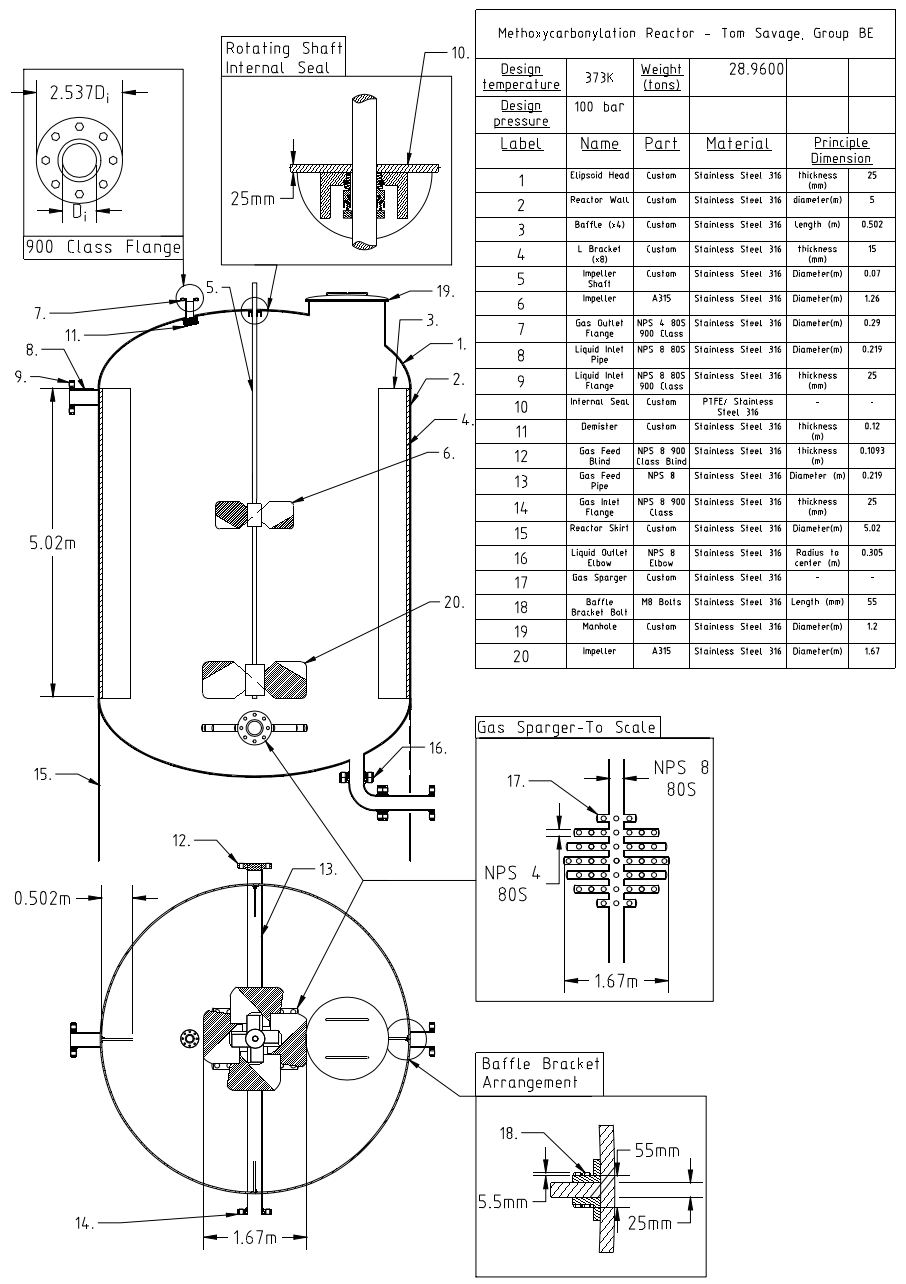 Methoxycarbonylation Reactor - Tom Savage, Group BE
Design temperature 373K Weight (tons) 28.9600
Design pressure 100 bar
Label Name Part Material Principle Dimension
1 Elipsoid Head Custom Stainless Steel 316 thickness (mm) 25
2 Reactor Wall Custom Stainless Steel 316 diameter(m) 5
3 Baffle (x4) Custom Stainless Steel 316 length (m) 0.502
4 L Bracket (x8) Custom Stainless Steel 316 thickness (mm) 15
5 Impeller Shaft Custom Stainless Steel 316 Diameter(m) 0.07
6 Impeller A315 Stainless Steel 316 Diameter(m) 1.26
7 Gas Outlet Flange NPS 4 80S 900 Class Stainless Steel 316 Diameter(m) 0.29
8 Liquid Inlet Pipe NPS 8 80S Stainless Steel 316 Diameter(m) 0.219
9 Liquid Inlet Flange NPS 8 80S 900 Class Stainless Steel 316 thickness (mm) 25
10 Internal Seal Custom PTFE/ Stainless Steel 316 - -
11 Demister Custom Stainless Steel 316 thickness (m) 0.12
12 Gas Feed Blind NPS 8 900 Class Blind Stainless Steel 316 thickness (m) 0.1093
13 Gas Feed Pipe NPS 8 Stainless Steel 316 Diameter (m) 0.219
14 Gas Inlet Flange NPS 8 900 Class Stainless Steel 316 thickness (mm) 25
15 Reactor Skirt Custom Stainless Steel 316 Diameter(m) 5.02
16 Liquid Outlet Elbow NPS 8 Elbow Stainless Steel 316 Radius to center (m) 0.305
17 Gas Sparger Custom Stainless Steel 316 - -
18 Baffle Bracket Bolt M8 Bolts Stainless Steel 316 Length (mm) 55
19 Manhole Custom Stainless Steel 316 Diameter(m) 1.2
20 Impeller A315 Stainless Steel 316 Diameter(m) 1.67
2.537Di
Di
900 Class Flange
Rotating Shaft
Internal Seal
10.
25mm
5.
19.
7.
11.
3.
8.
1.
9.
2.
4.
6.
5.02m
20.
16.
15.
12.
13.
0.502m
14.
1.67m
Gas Sparger-To Scale
17.
NPS 8
80S
NPS 4
80S
1.67m
Baffle Bracket
Arrangement
18.
55mm
5.5mm
25mm